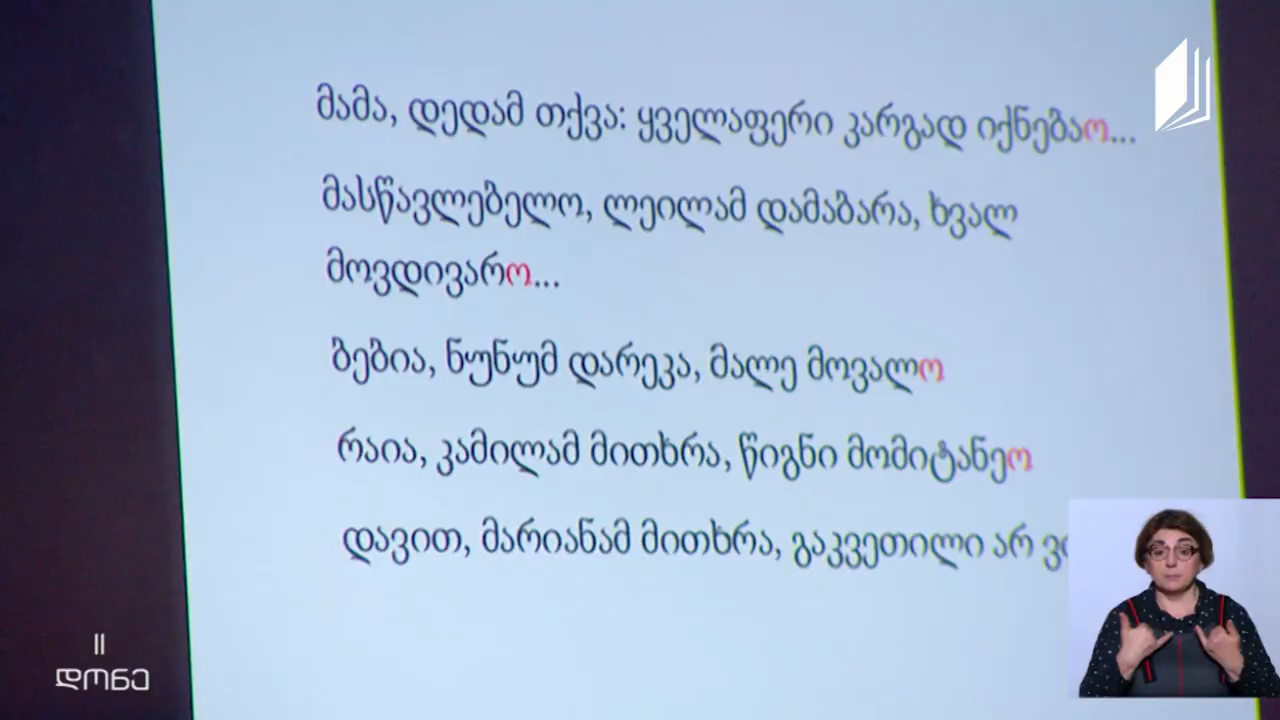 მამა, დედამ თქვა: ყველაფერი კარგად იქნებაო...
მასწავლებელო, ლეილამ დამაბარა, ხვალ
მოვდივარო...
ბებია, ნუნუმ დარეკა, მალე მოვალო
რაია, კამილამ მითხრა, წიგნი მომიტანეო
დავით, მარიანამ მითხრა, გაკვეთილი არ
II
დონე